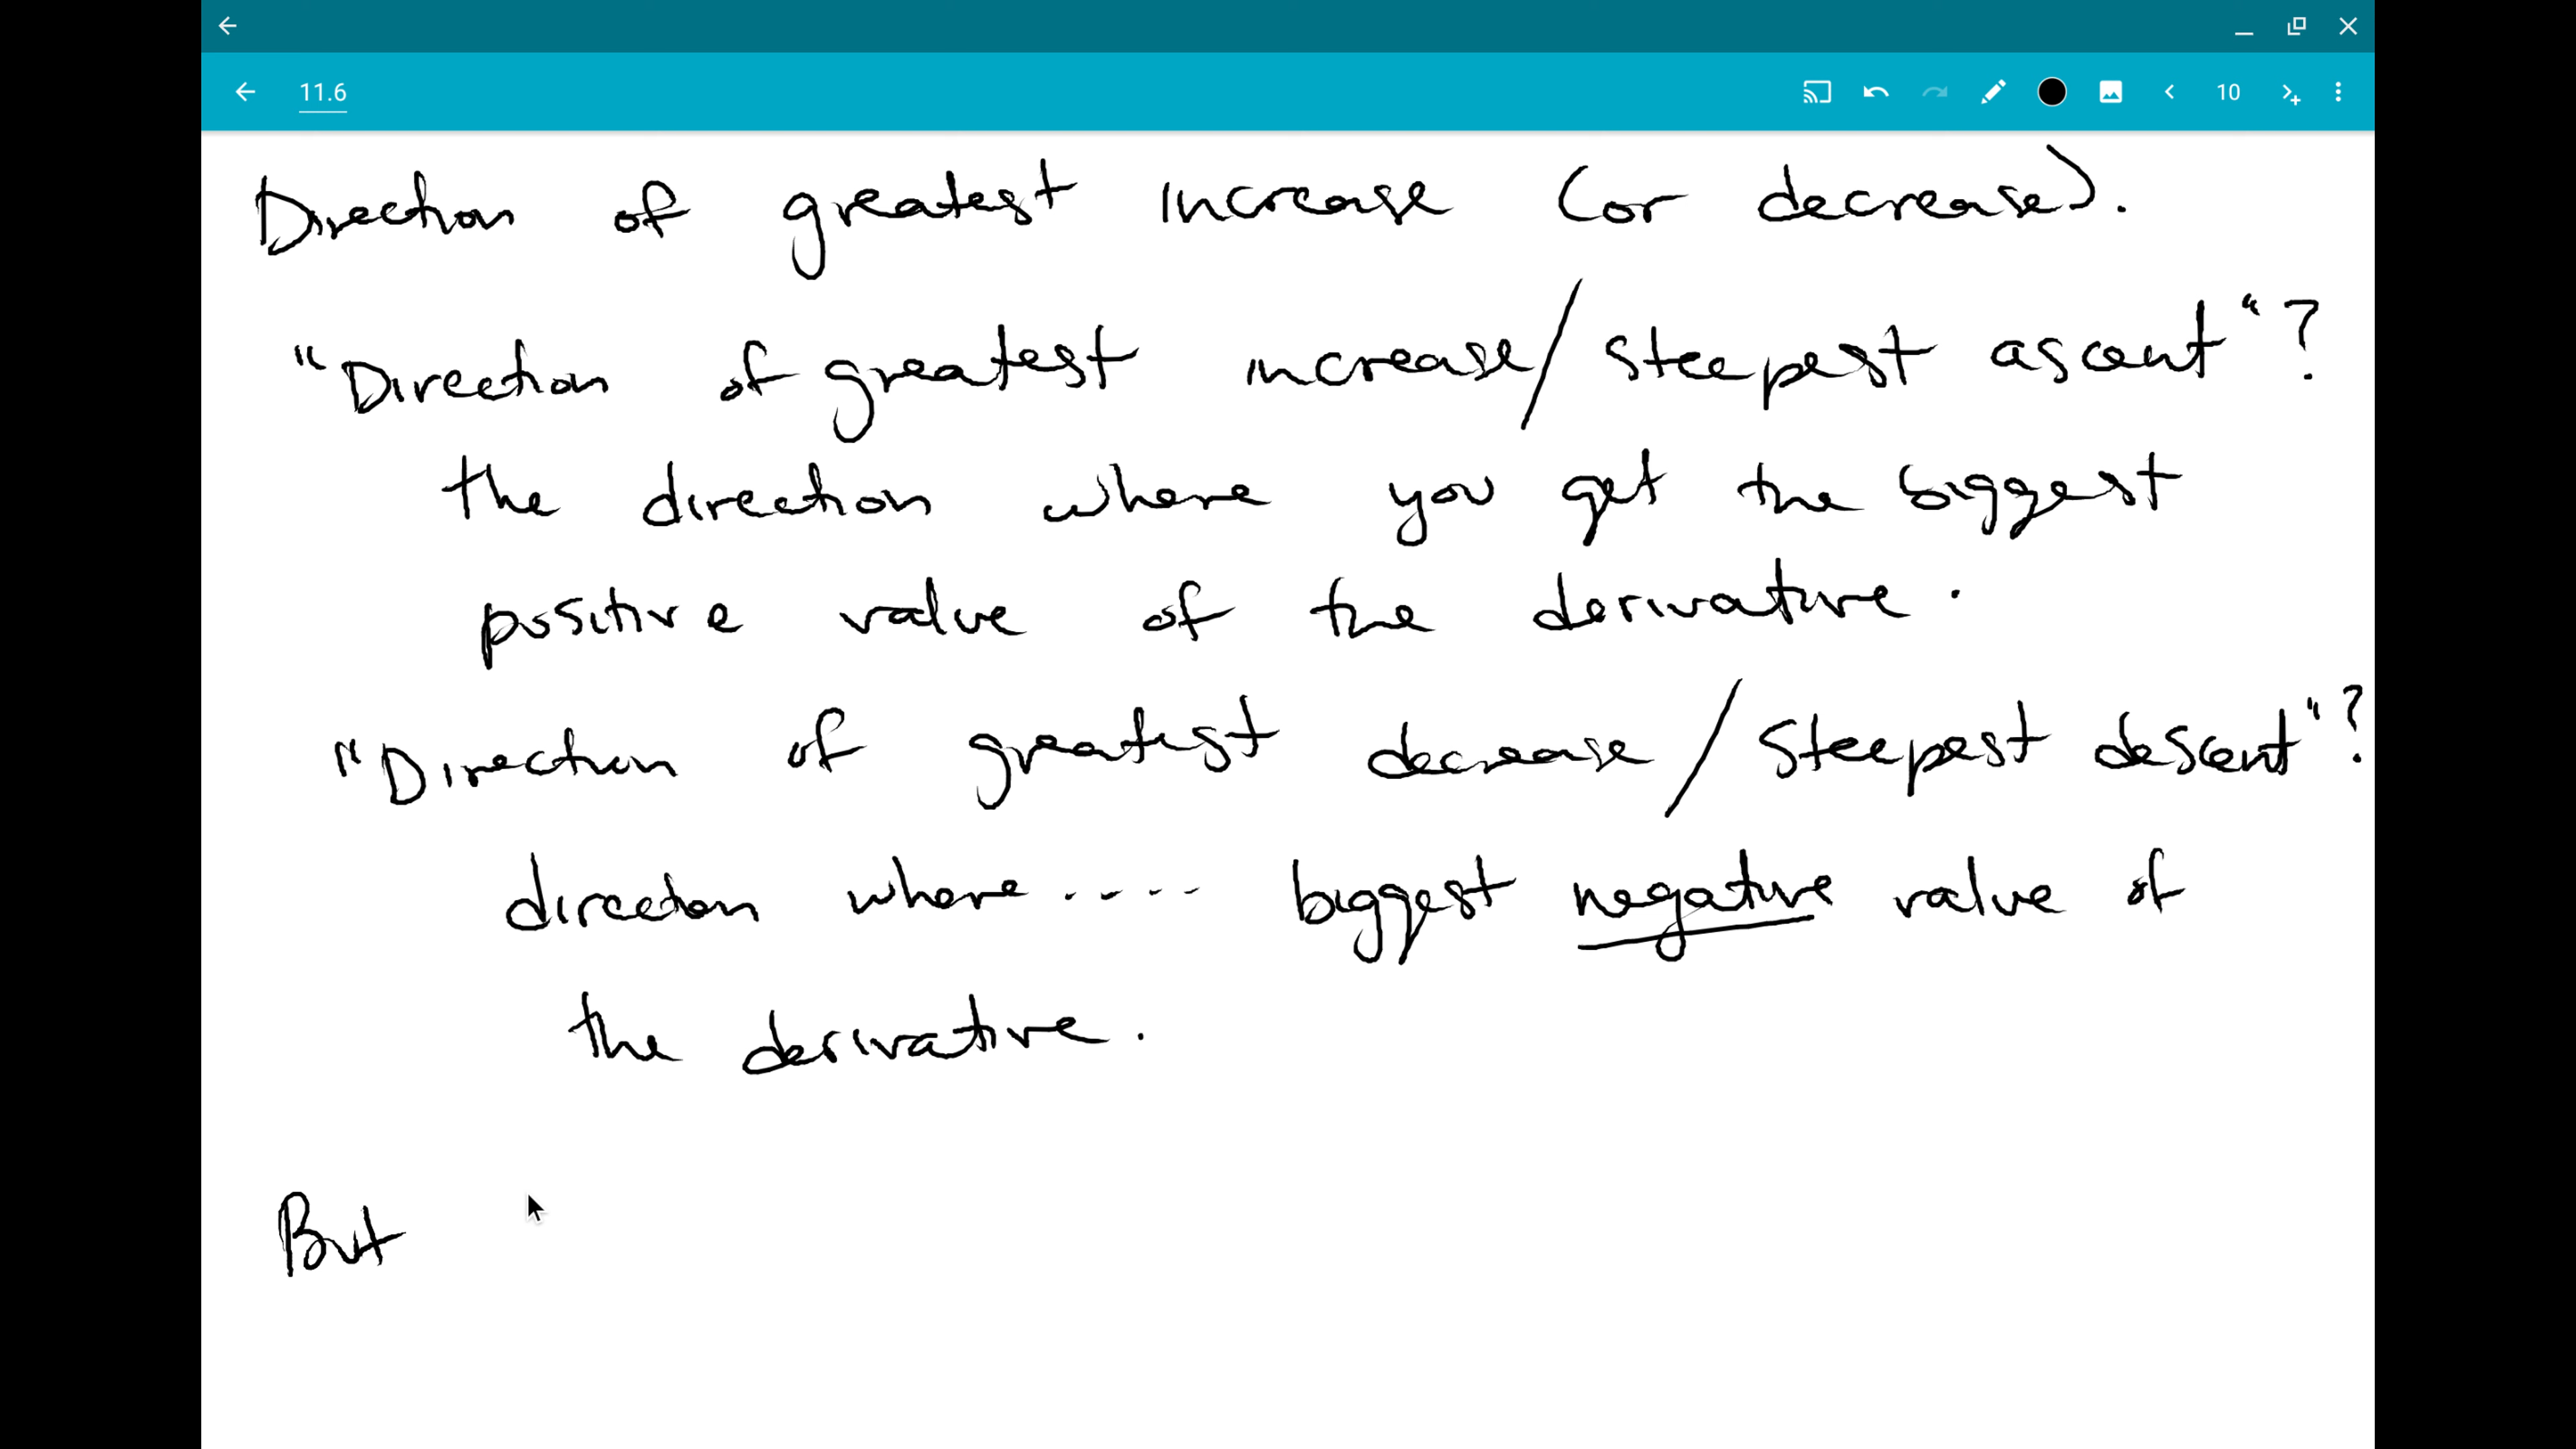 11.6
10
Direction of greatest increase (or decrease).
"Direction of greatest increase/steepest ascent"?
the direction where you get the biggest
positive value of the derivative.
"Direction of greatest decrease/steepest descent"?
direction where ..... biggest negative value of
the derivative.
But